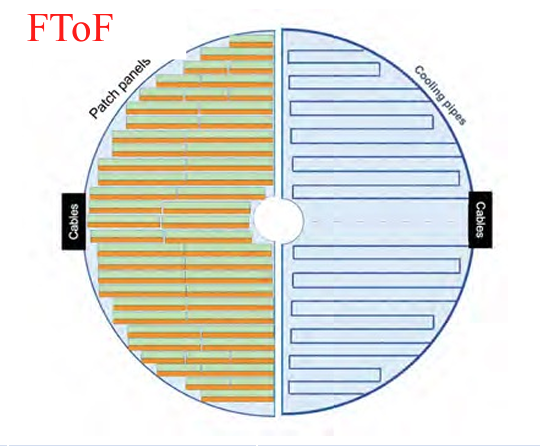 FToF
Patch panels
Cooling pipes
Cables
Cables